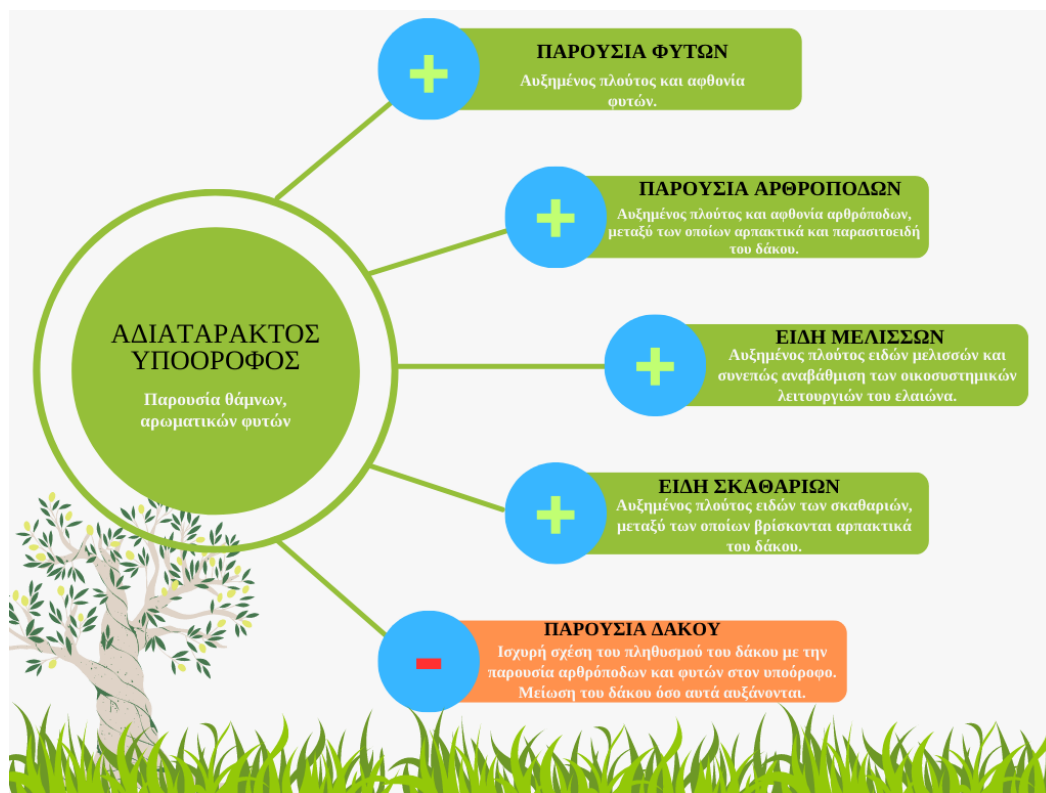 ΠΑΡΟΥΣΙΑ ΦΥΤΩΝ
Αυξημένος πλούτος και αφθονία
φυτών.
ΠΑΡΟΥΣΙΑ ΑΡΘΡΟΠΟΔΩΝ
Αυξημένος πλούτος και αφθονία αρθρόποδων,
μεταξύ των οποίων αρπακτικά και παρασιτοειδή
του δάκου.
ΑΔΙΑΤΑΡΑΚΤΟΣ
ΥΠΟΟΡΟΦΟΣ
Παρουσία θάμνων,
αρωματικών φυτών
ΕΙΔΗ ΜΕΛΙΣΣΩΝ
Αυξημένος πλούτος ειδών μελισσών και
συνεπώς αναβάθμιση των οικοσυστημικών
λειτουργιών του ελαιώνα.
ΕΙΔΗ ΣΚΑΘΑΡΙΩΝ
Αυξημένος πλούτος ειδών των σκαθαριών,
μεταξύ των οποίων βρίσκονται αρπακτικά
του δάκου.
ΠΑΡΟΥΣΙΑ ΔΑΚΟΥ
Ισχυρή σχέση του πληθυσμού του δάκου με την
παρουσία αρθρόποδων και φυτών στον υποόροφο.
Μείωση του δάκου όσο αυτά αυξάνονται.